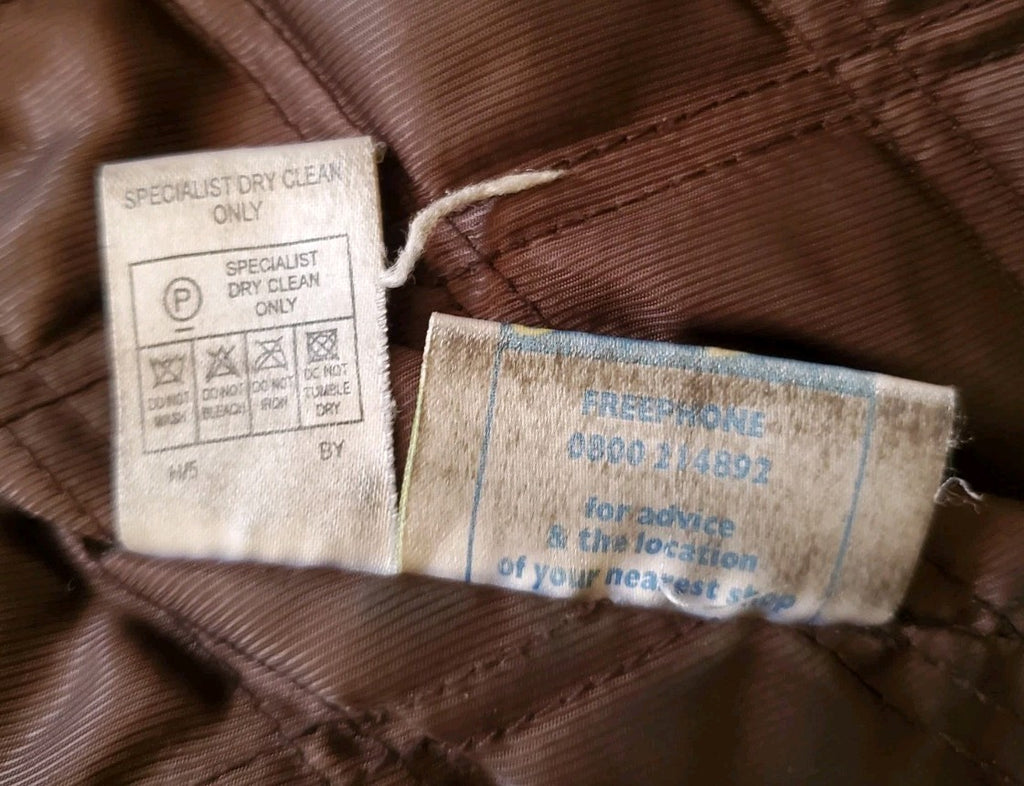 SPECIALIST DRY CLEAN
ONLY
P
SPECIALIST
DRY CLEAN
ONLY
DO NOT
WASH
DO NOT
BLEACH
DO NOT
IRON
DO NOT
TUMBLE
DRY
BY
FREEPHONE
0800 214892
for advice
& the location
of your nearest shop